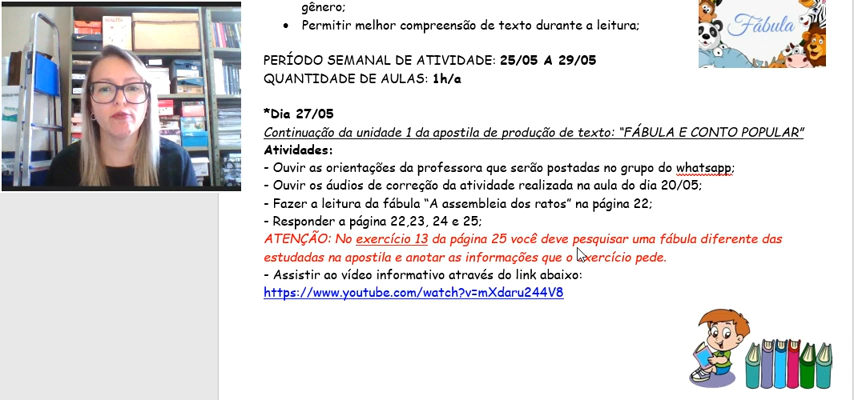 gênero;
• Permitir melhor compreensão de texto durante a leitura;
Fábula
PERÍODO SEMANAL DE ATIVIDADE: 25/05 A 29/05
QUANTIDADE DE AULAS: 1h/a
*Dia 27/05
Continuação da unidade 1 da apostila de produção de texto: “FÁBULA E CONTO POPULAR”
Atividades:
- Ouvir as orientações da professora que serão postadas no grupo do whatsapp;
- Ouvir os áudios de correção da atividade realizada na aula do dia 20/05;
- Fazer a leitura da fábula “A assembleia dos ratos” na página 22;
- Responder a página 22,23, 24 e 25;
ATENÇÃO: No exercício 13 da página 25 você deve pesquisar uma fábula diferente das
estudadas na apostila e anotar as informações que o exercício pede.
- Assistir ao vídeo informativo através do link abaixo:
https://www.youtube.com/watch?v=mXdaru244V8